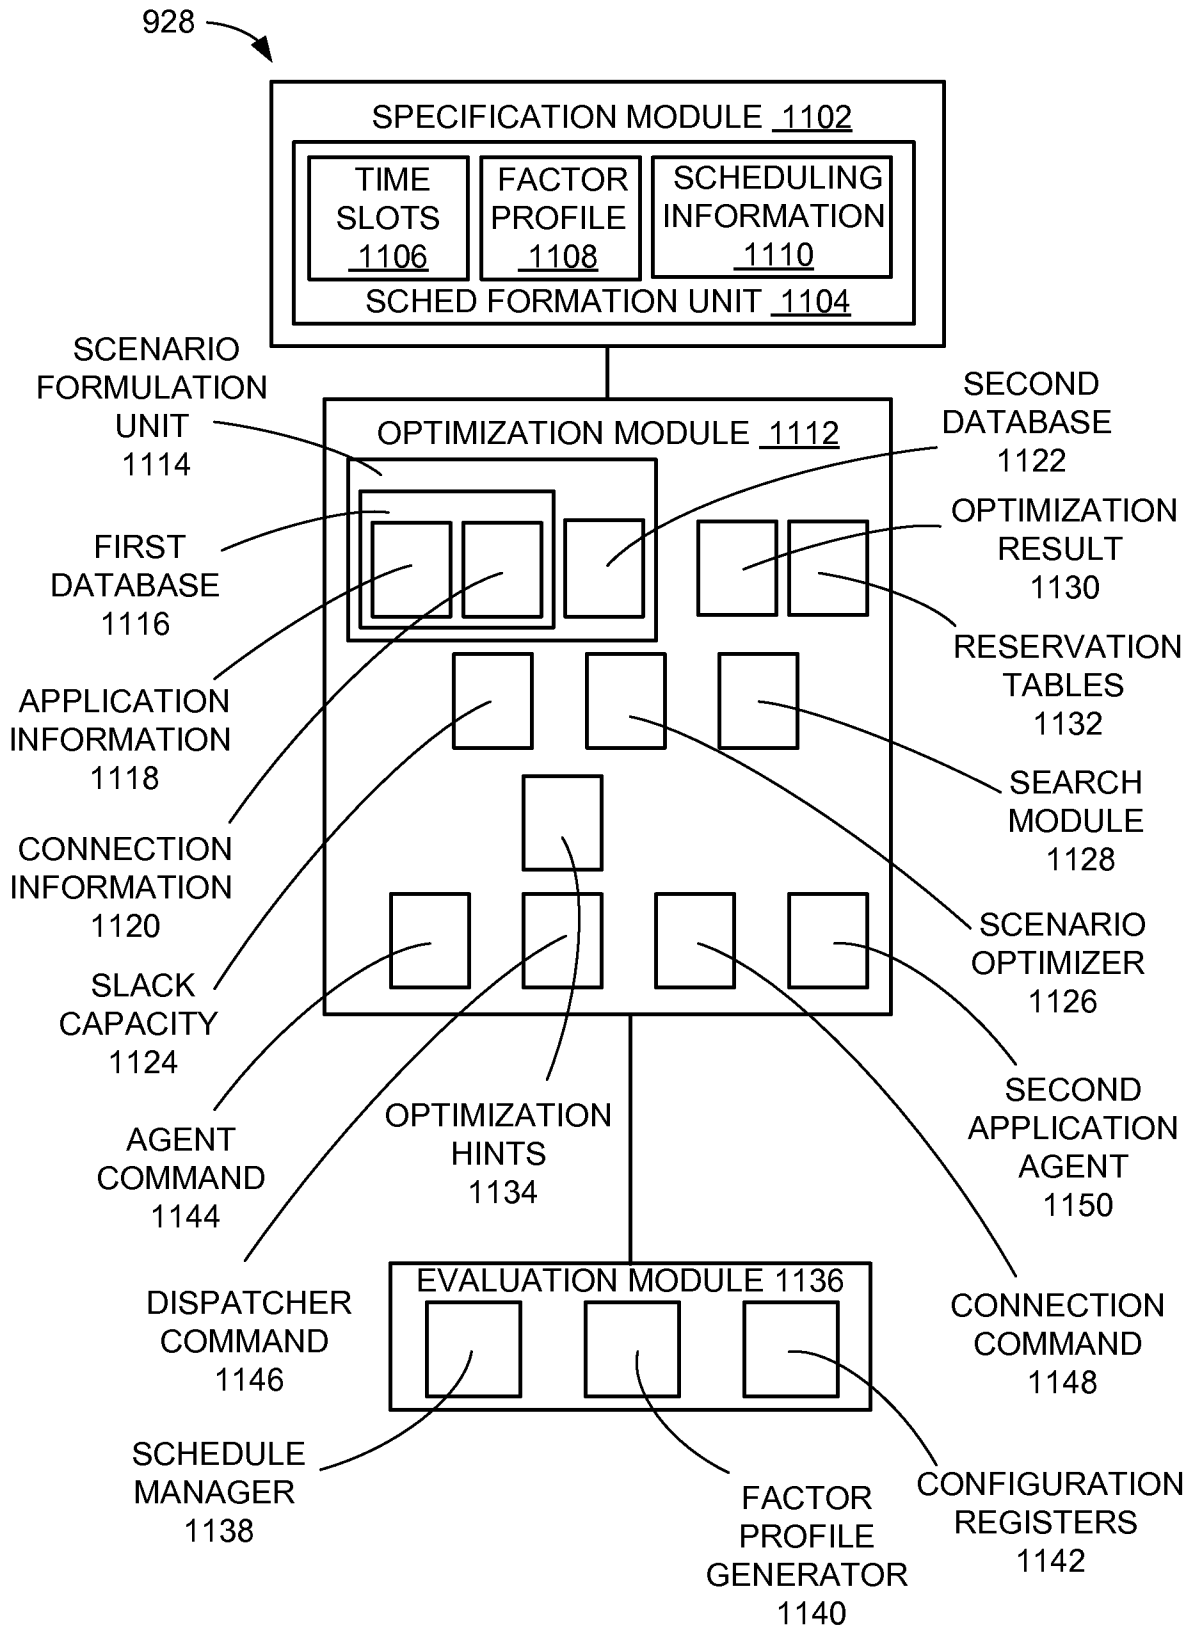 928
SPECIFICATION MODULE 1102
TIME
SLOTS
1106
FACTOR
PROFILE
1108
SCHEDULING
INFORMATION
1110
SCHED FORMATION UNIT 1104
SCENARIO
FORMULATION
UNIT
1114
OPTIMIZATION MODULE 1112
SECOND
DATABASE
1122
FIRST
DATABASE
1116
OPTIMIZATION
RESULT
1130
APPLICATION
INFORMATION
1118
RESERVATION
TABLES
1132
CONNECTION
INFORMATION
1120
SEARCH
MODULE
1128
SLACK
CAPACITY
1124
SCENARIO
OPTIMIZER
1126
AGENT
COMMAND
1144
OPTIMIZATION
HINTS
1134
SECOND
APPLICATION
AGENT
1150
DISPATCHER
COMMAND
1146
EVALUATION MODULE 1136
CONNECTION
COMMAND
1148
SCHEDULE
MANAGER
1138
FACTOR
PROFILE
GENERATOR
1140
CONFIGURATION
REGISTERS
1142